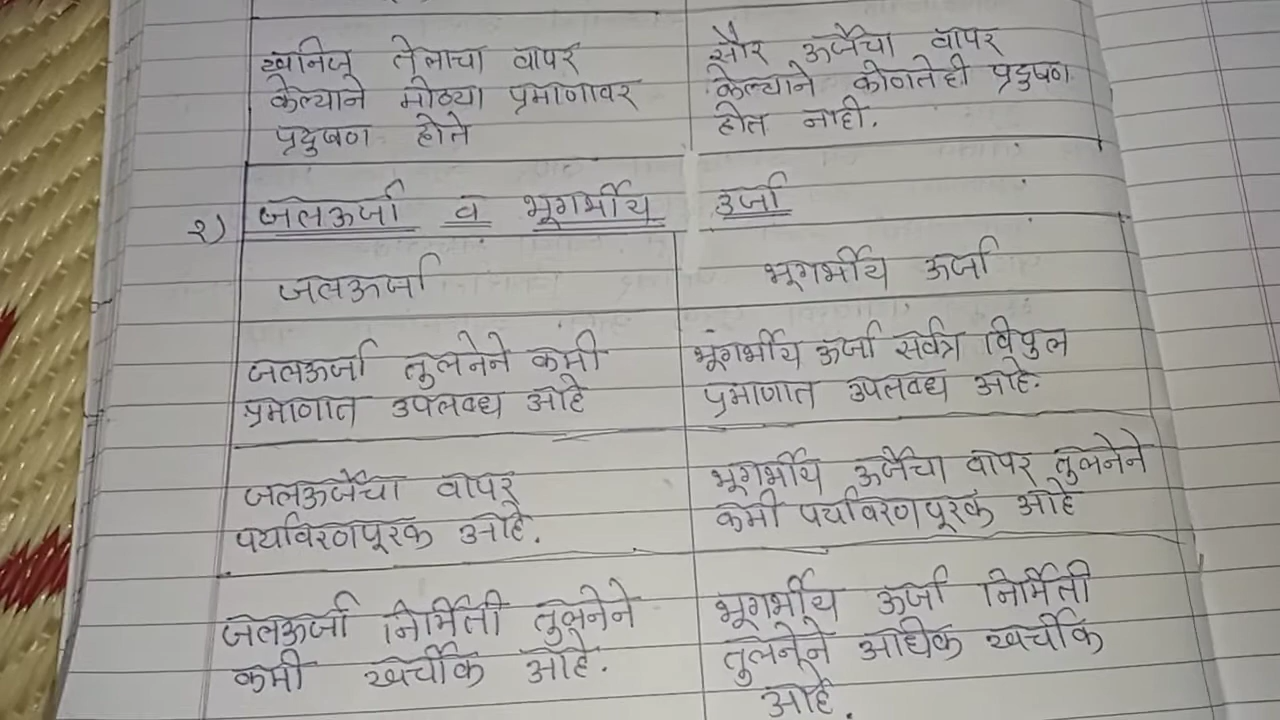 खनिज तेलाचा वापर
केल्याने मोठ्या प्रमाणावर
प्रदुषण होते
सौर ऊर्जेचा वापर
केल्याने कोणतेही प्रदुषण
होत नाही.
२) जलऊर्जा व भूगर्भीय उर्जा
जलऊर्जा
भूगर्भीय ऊर्जा
जलऊर्जा तुलनेने कमी
प्रमाणात उपलब्ध आहे
भूगर्भीय ऊर्जा सर्वत्र विपुल
प्रमाणात उपलब्ध आहे.
जलऊर्जेचा वापर
पर्यावरणपूरक आहे.
भूगर्भीय ऊर्जेचा वापर तुलनेने
कमी पर्यावरणपूरक आहे
जलऊर्जा निर्मिती तुलनेने
कमी खर्चीक आहे.
भूगर्भीय ऊर्जा निर्मिती
तुलनेने अधिक खर्चीक
आहे.